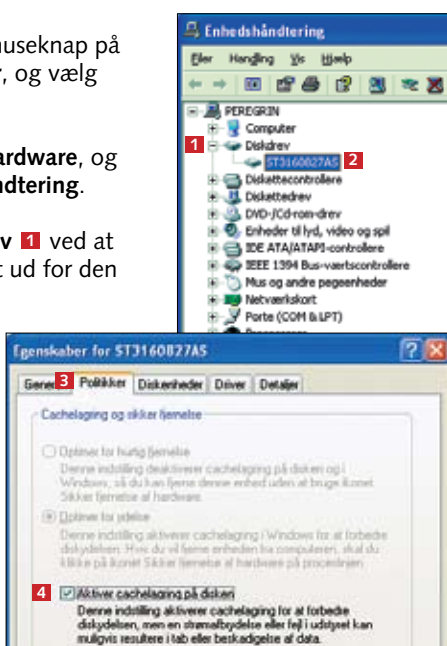 museknap på
, og vælg
ardware, og
ndtering.
v 1 ved at
t ud for den
Enhedshåndtering
Filer Handling Vis Hjælp
PEREGRIN
Computer
1 Diskdrev
ST3160827AS 2
Diskettecontrollere
Diskettedrev
DVD-/Cd-rom-drev
Enheder til lyd, video og spil
IDE ATA/ATAPI-controllere
IEEE 1394 Bus-værtscontrollere
Mus og andre pegeenheder
Netværkskort
Porte (COM & LPT)
Egenskaber for ST3160827AS
Gene 3 Politikker Diskenheder Driver Detaljer
Cachelagring og sikker fjernelse
Optimer for hurtig fjernelse
Denne indstilling deaktiverer cachelagring på disken og i
Windows, så du kan fjerne denne enhed uden at bruge ikonet
Sikker fjernelse af hardware.
Optimer for ydelse
Denne indstilling aktiverer cachelagring i Windows for at forbedre
diskydelsen. Hvis du vil fjerne enheden fra computeren, skal du
klikke på ikonet Sikker fjernelse af hardware på proceslinjen.
4 Aktiver cachelagring på disken
Denne indstilling aktiverer cachelagring for at forbedre
diskydelsen, men en strømafbrydelse eller fejl i udstyret kan
muligvis resultere i tab eller beskadigelse af data.